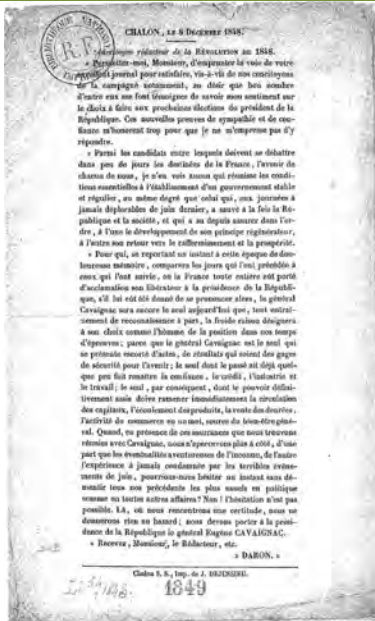 BIBLIOTHÈQUE NATIONALE
R.F.
CHALON, LE 8 DÉCEMBRE 1848.
rédacteur de la RÉVOLUTION DE 1848.
« Permettez-moi, Monsieur, d'emprunter la voie de votre
excellent journal pour satisfaire, vis-à-vis de nos concitoyens
de la campagne notamment, au désir que bon nombre
d'entre eux me font témoigner de savoir mon sentiment sur
le choix à faire aux prochaines élections du président de la
République. Ces nouvelles preuves de sympathie et de con-
fiance m'honorent trop pour que je ne m'empresse pas d'y
répondre.
« Parmi les candidats entre lesquels doivent se débattre
dans peu de jours les destinées de la France, l'avenir de
chacun de nous, je n'en vois aucun qui réunisse les condi-
tions essentielles à l'établissement d'un gouvernement stable
et régulier, au même degré que celui qui, aux journées à
jamais déplorables de juin dernier, a sauvé à la fois la Ré-
publique et la société, et qui a su depuis assurer dans l'or-
dre, à l'une le développement de son principe régénérateur,
à l'autre son retour vers le raffermissement et la prospérité.
« Pour qui, se reportant un instant à cette époque de dou-
loureuse mémoire, comparera les jours qui l'ont précédée à
ceux qui l'ont suivie, où la France toute entière eût porté
d'acclamation son libérateur à la présidence de la Républi-
que, s'il lui eût été donné de se prononcer alors, le général
Cavaignac sera encore le seul aujourd'hui que, tout entraî-
nement de reconnaissance à part, la froide raison désignera
à son choix comme l'homme de la position dans ces temps
d'épreuves; parce que le général Cavaignac est le seul qui
se présente escorté d'actes, de résultats qui soient des gages
de sécurité pour l'avenir; le seul dont le passé ait déjà quel-
que peu fait renaître la confiance, le crédit, l'industrie et
le travail; le seul, par conséquent, dont le pouvoir défini-
tivement assis doive ramener immédiatement la circulation
des capitaux, l'écoulement des produits, la vente des denrées,
l'activité du commerce en un mot, source du bien-être géné-
ral. Quand, en présence de ces assurances que nous trouvons
réunies avec Cavaignac, nous n'apercevons plus à côté, d'une
part que les éventualités aventureuses de l'inconnu, de l'autre
l'expérience à jamais condamnée par les terribles évène-
ments de juin, pourrions-nous hésiter un instant sans dé-
mentir tous nos précédents les plus sensés en politique
comme en toutes autres affaires? Non! l'hésitation n'est pas
possible. LA, où nous rencontrons une certitude, nous ne
donnerons rien au hasard; nous devons porter à la prési-
dence de la République le général Eugène CAVAIGNAC.
« Recevez, Monsieur, le Rédacteur, etc.
» DARON. »
Chalon S. S., Imp. de J. DEJUSSIEU.
1849